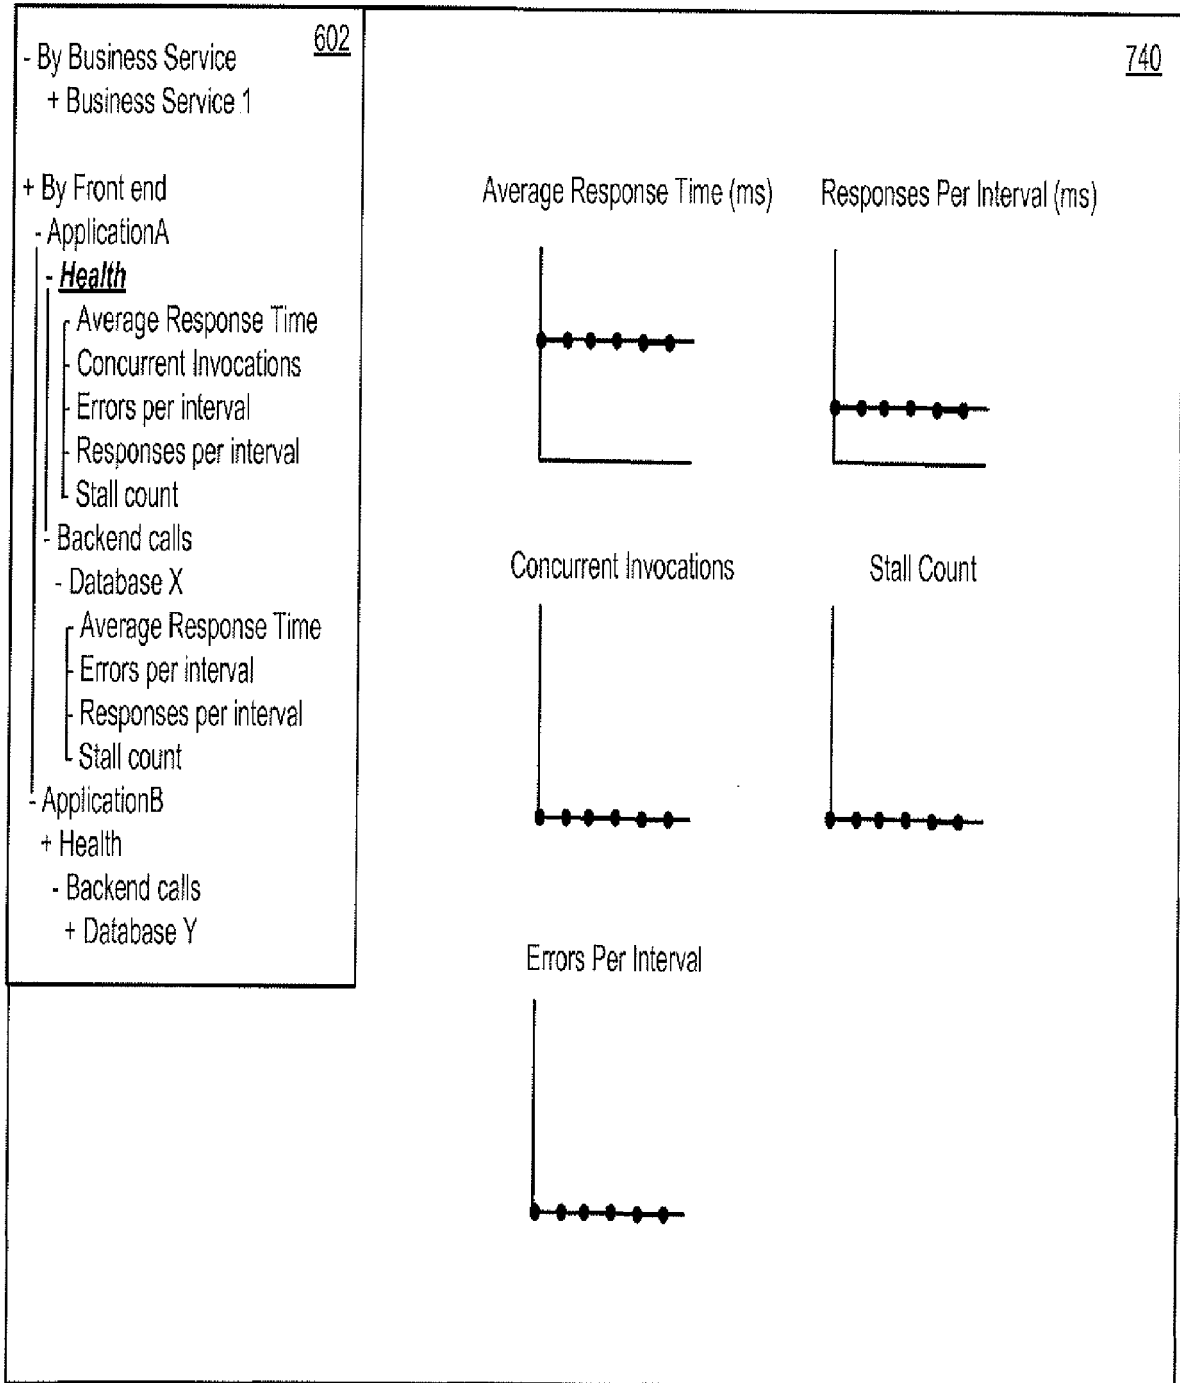 602
- By Business Service
+ Business Service 1
+ By Front end
- ApplicationA
- Health
- Average Response Time
- Concurrent Invocations
- Errors per interval
- Responses per interval
- Stall count
- Backend calls
- Database X
- Average Response Time
- Errors per interval
- Responses per interval
- Stall count
- ApplicationB
+ Health
- Backend calls
+ Database Y
740
Average Response Time (ms)
Responses Per Interval (ms)
Concurrent Invocations
Stall Count
Errors Per Interval